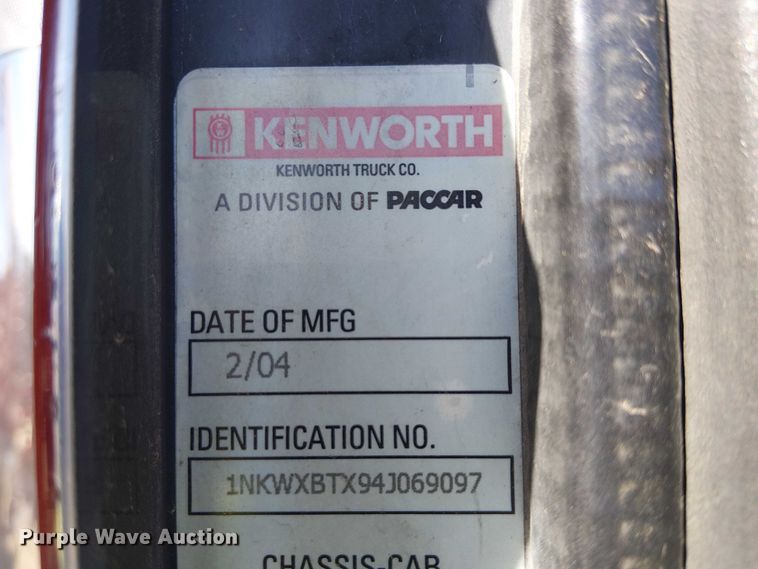 KENWORTH
KENWORTH TRUCK CO.
A DIVISION OF PACCAR
DATE OF MFG
2/04
IDENTIFICATION NO.
1NKWXBTX94J069097
CHASSIS-CAB
Purple Wave Auction